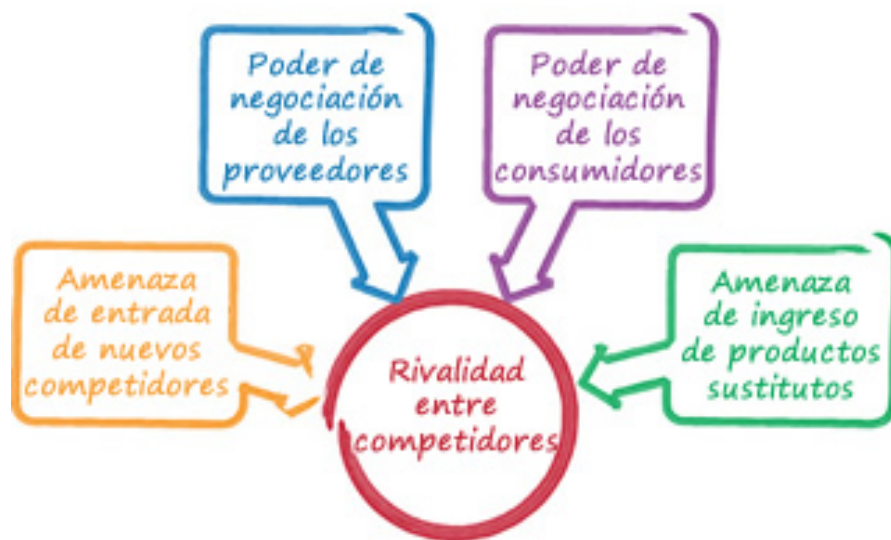 Poder de
negociación
de los
proveedores
Poder de
negociación
de los
consumidores
Amenaza
de entrada
de nuevos
competidores
Rivalidad
entre
competidores
Amenaza
de ingreso
de productos
sustitutos